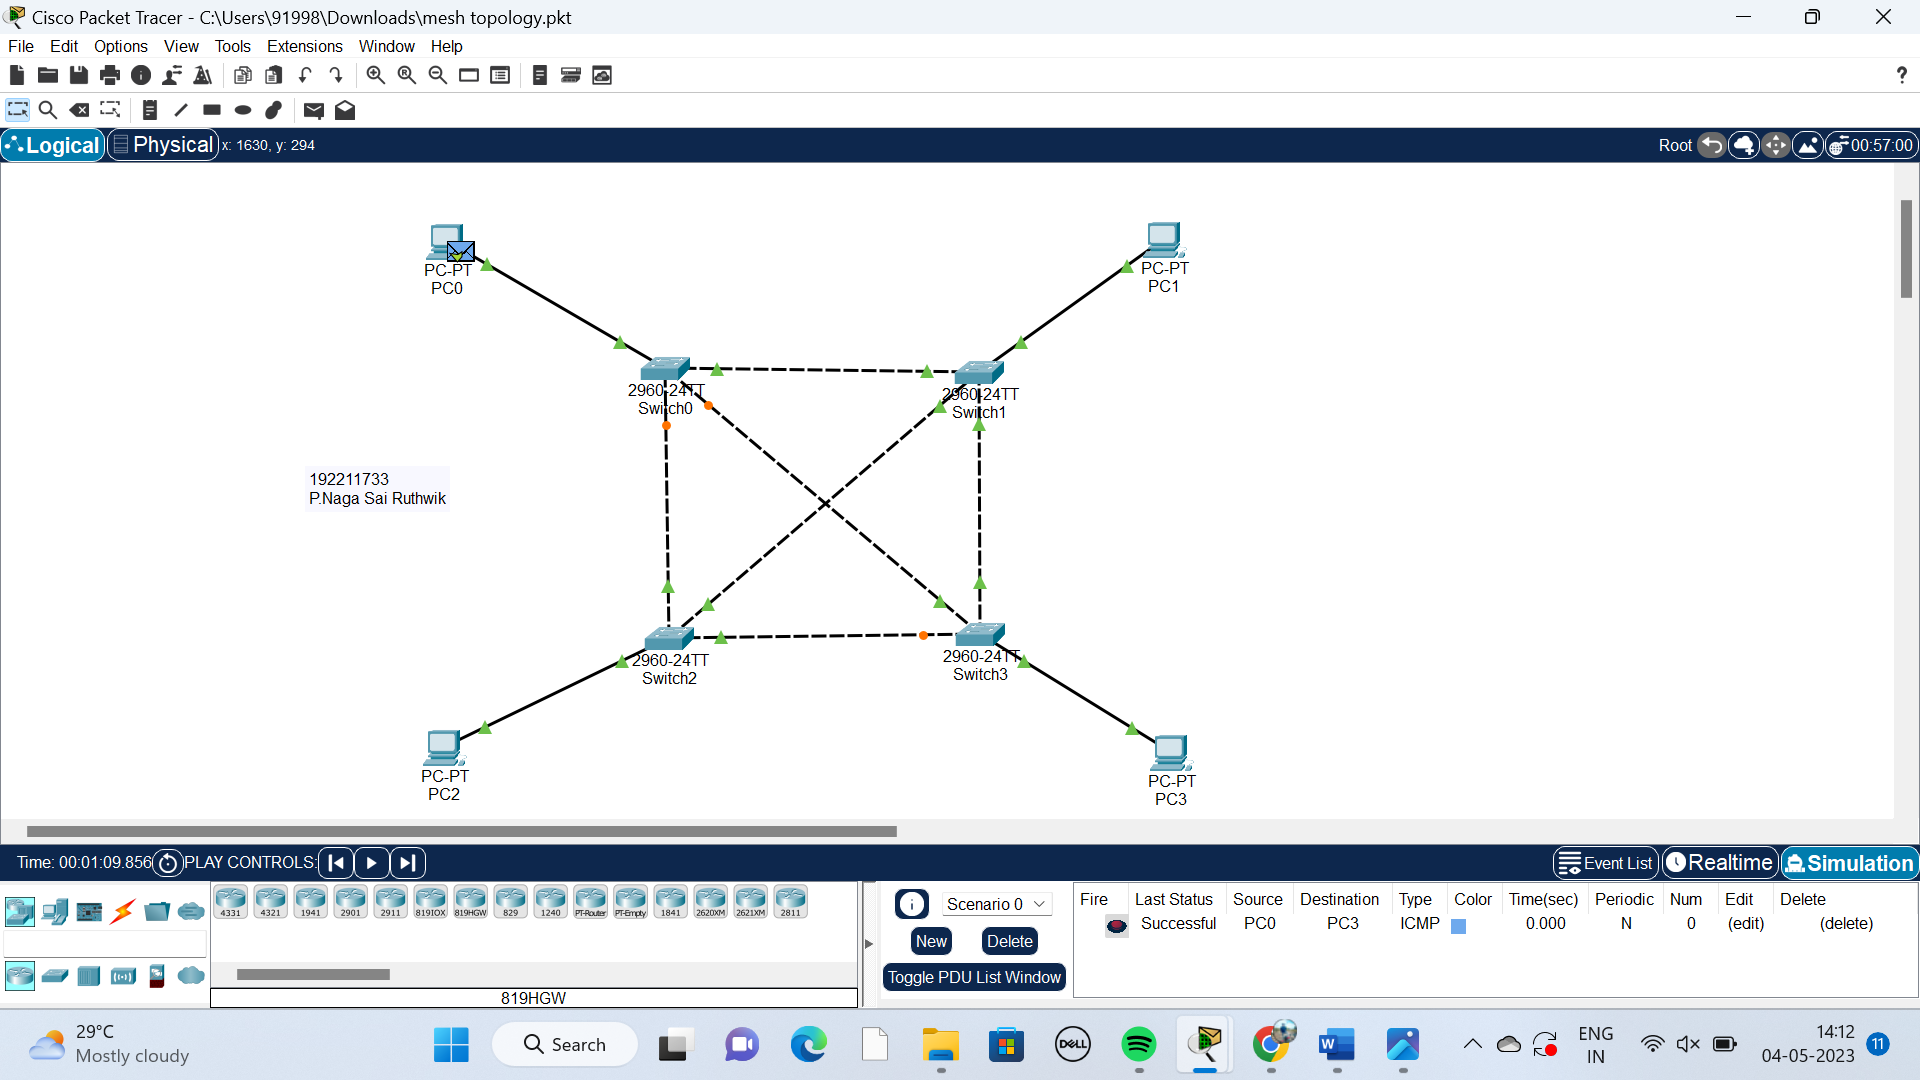 Cisco Packet Tracer - C:\Users\91998\Downloads\mesh topology.pkt
File Edit Options View Tools Extensions Window Help
?
Logical Physical x: 1630, y: 294 Root 00:57:00
PC-PT
PC0
PC-PT
PC1
2960-24TT
Switch0
2960-24TT
Switch1
192211733
P.Naga Sai Ruthwik
2960-24TT
Switch2
2960-24TT
Switch3
PC-PT
PC2
PC-PT
PC3
Time: 00:01:09.856 PLAY CONTROLS: Event List Realtime Simulation
4331 4321 1941 2901 2911 819IOX 819HGW 829 1240 PT-Router PT-Empty 1841 2620XM 2621XM 2811
819HGW
Scenario 0
New Delete
Toggle PDU List Window
Fire Last Status Source Destination Type Color Time(sec) Periodic Num Edit Delete
Successful PC0 PC3 ICMP 0.000 N 0 (edit) (delete)
29°C
Mostly cloudy
Search
DELL
W
ENG
IN
14:12
04-05-2023
11